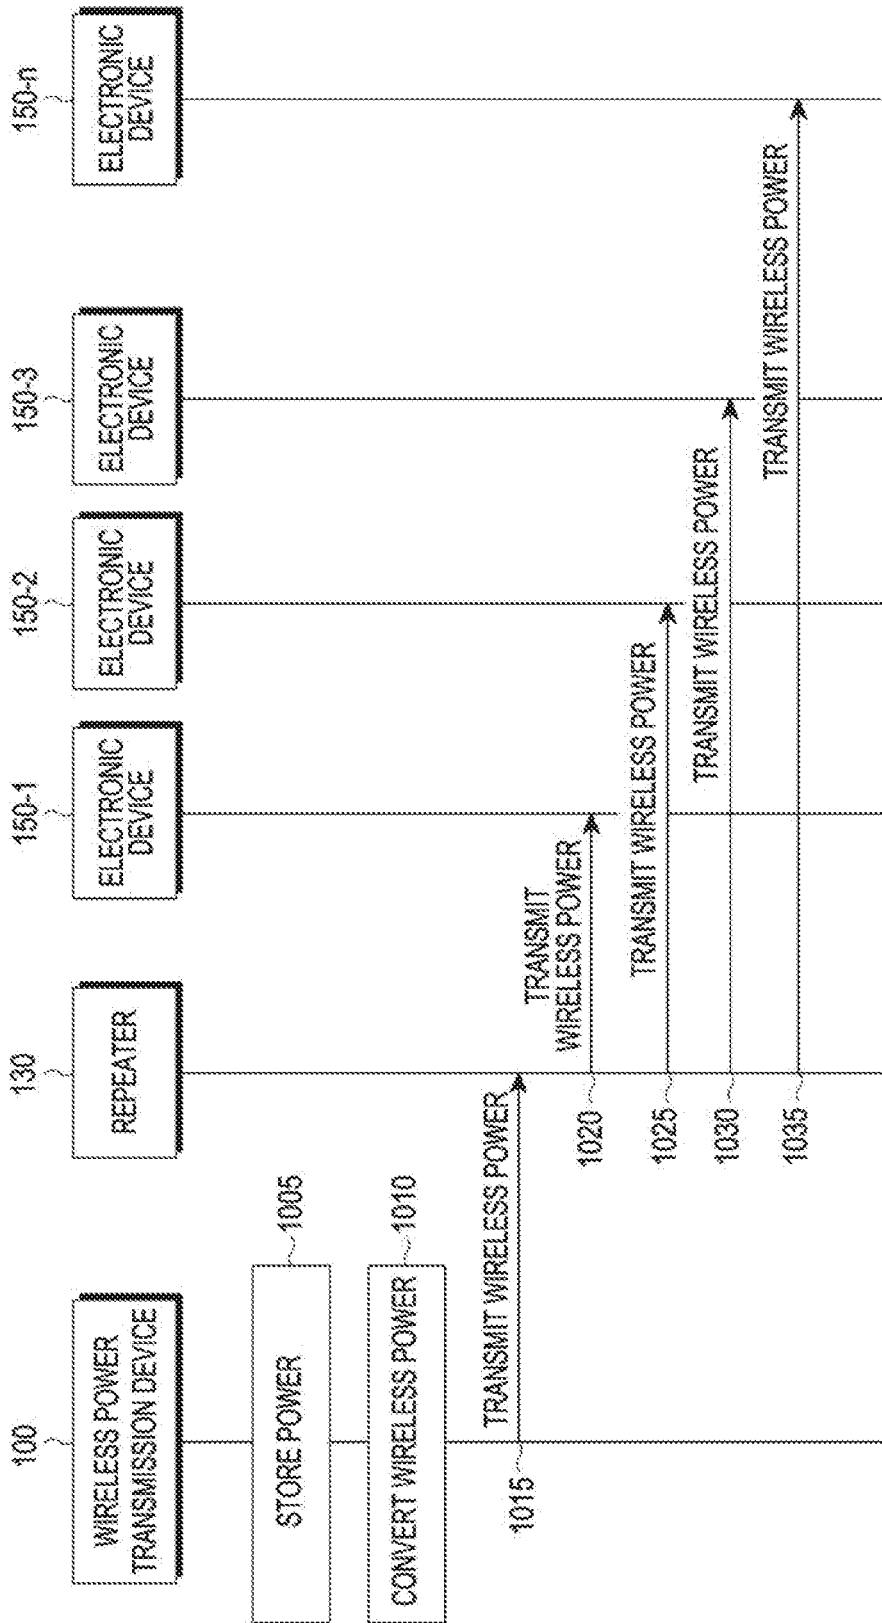 100
WIRELESS POWER
TRANSMISSION DEVICE
130
REPEATER
150-1
ELECTRONIC
DEVICE
150-2
ELECTRONIC
DEVICE
150-3
ELECTRONIC
DEVICE
150-n
ELECTRONIC
DEVICE
STORE POWER
1005
CONVERT WIRELESS POWER
1010
1015
TRANSMIT WIRELESS POWER
TRANSMIT
WIRELESS POWER
1020
TRANSMIT WIRELESS POWER
1025
TRANSMIT WIRELESS POWER
1030
TRANSMIT WIRELESS POWER
1035